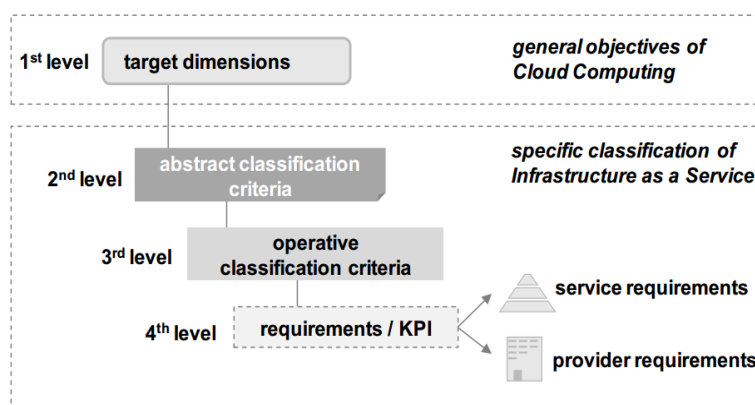 1st level
target dimensions
general objectives of
Cloud Computing
2nd level
abstract classification
criteria
specific classification of
Infrastructure as a Service
3rd level
operative
classification criteria
4th level
requirements / KPI
service requirements
provider requirements